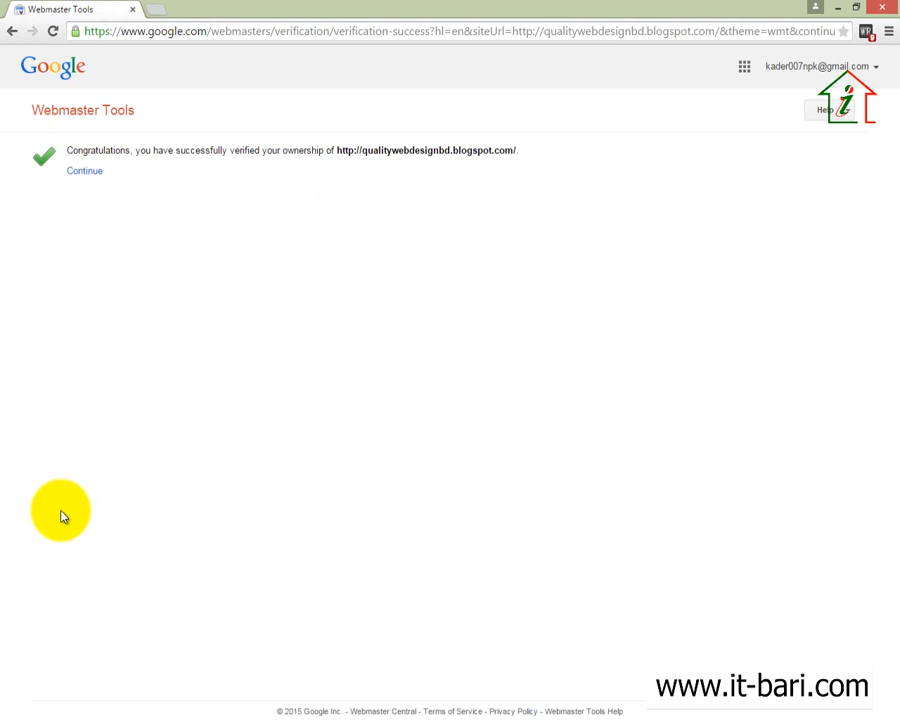 Webmaster Tools
https://www.google.com/webmasters/verification/verification-success?hl=en&siteUrl=http://qualitywebdesignbd.blogspot.com/&theme=wmt&continu
Google
kader007npk@gmail.com
Webmaster Tools
Help
Congratulations, you have successfully verified your ownership of http://qualitywebdesignbd.blogspot.com/.
Continue
www.it-bari.com
© 2015 Google Inc. - Webmaster Central - Terms of Service - Privacy Policy - Webmaster Tools Help